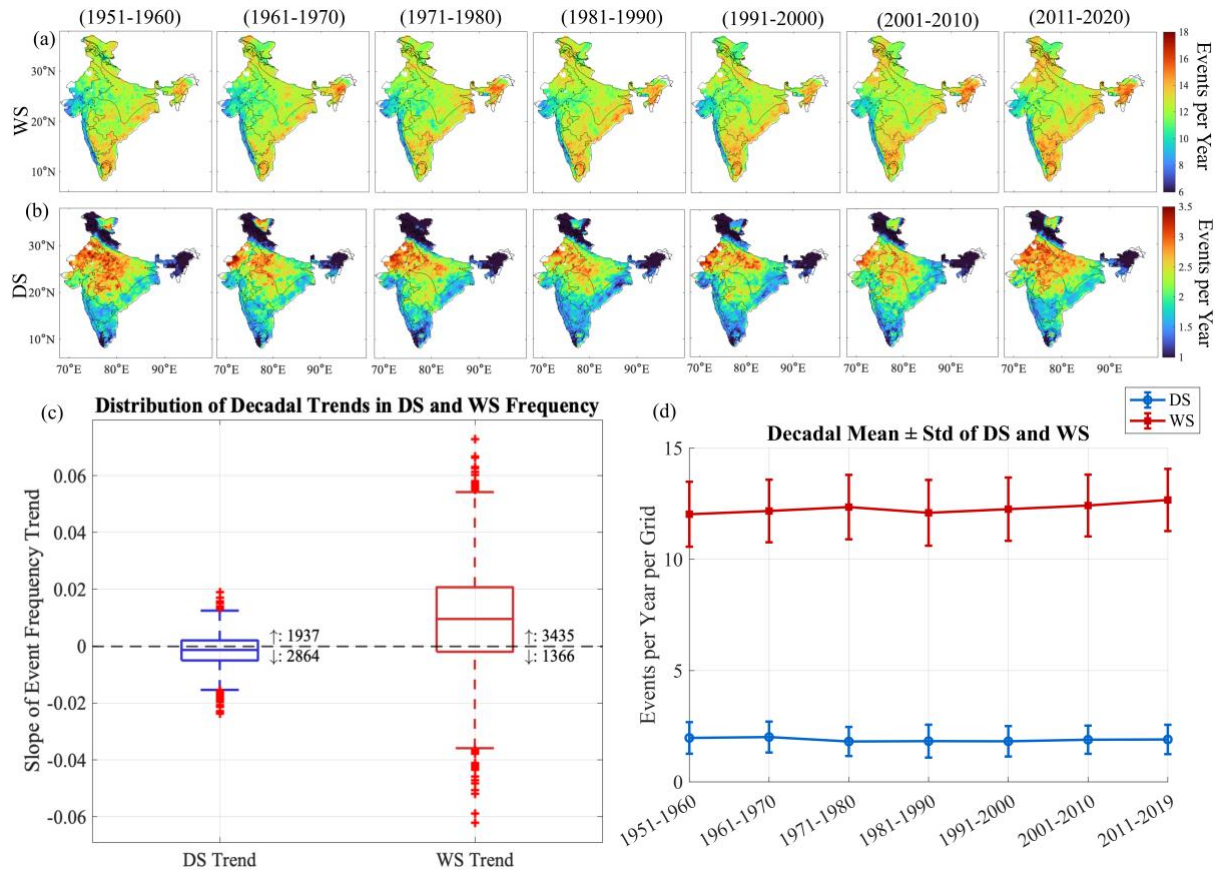 (1951-1960) (1961-1970) (1971-1980) (1981-1990) (1991-2000) (2001-2010) (2011-2020)
(a)
WS
30°N
20°N
10°N
18
16
14
12
10
8
6
Events per Year
(b)
DS
30°N
20°N
10°N
70°E 80°E 90°E 70°E 80°E 90°E 70°E 80°E 90°E 70°E 80°E 90°E 70°E 80°E 90°E 70°E 80°E 90°E 70°E 80°E 90°E
3.5
3
2.5
2
1.5
1
Events per Year
(c)
Distribution of Decadal Trends in DS and WS Frequency
Slope of Event Frequency Trend
0.06
0.04
0.02
0
-0.02
-0.04
-0.06
↑: 1937
↓: 2864
↑: 3435
↓: 1366
DS Trend WS Trend
(d)
DS
WS
Decadal Mean ± Std of DS and WS
Events per Year per Grid
15
10
5
0
1951-1960 1961-1970 1971-1980 1981-1990 1991-2000 2001-2010 2011-2019